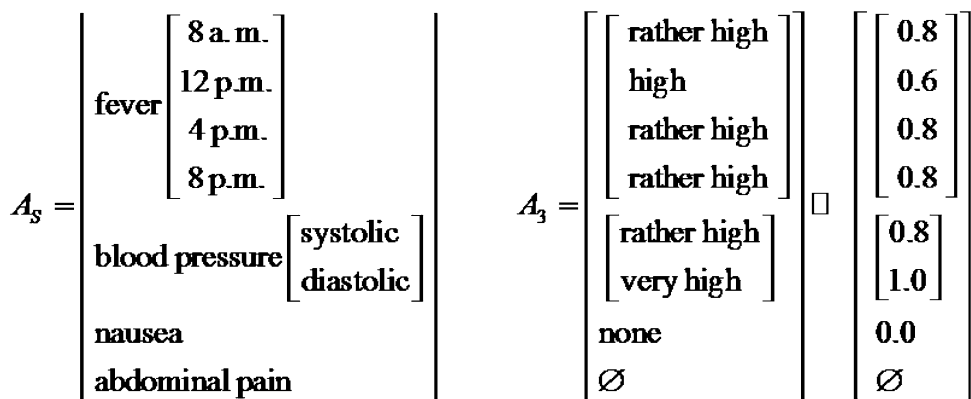 8 a. m. rather high 0.8
12 p.m. high 0.6
fever
4 p.m. rather high 0.8
8 p.m. rather high 0.8
A_S = A_3 = □
systolic rather high 0.8
blood pressure
diastolic very high 1.0
nausea none 0.0
abdominal pain ∅ ∅